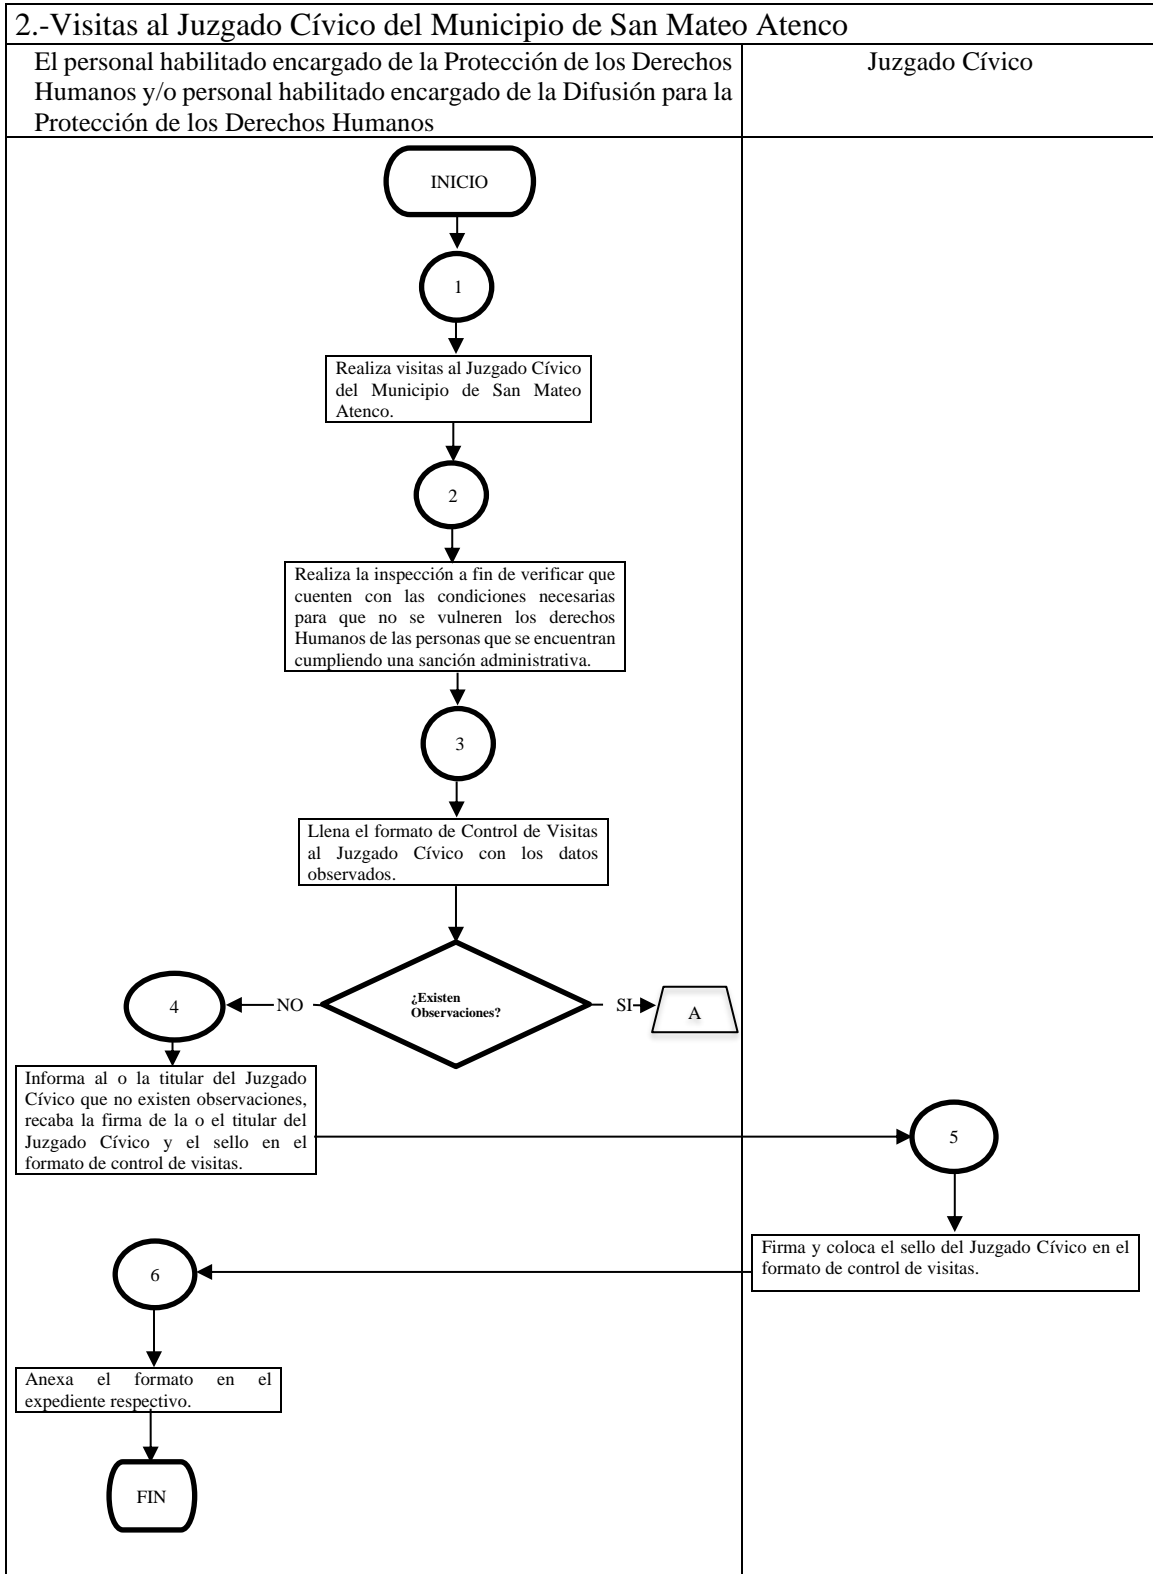 2.-Visitas al Juzgado Cívico del Municipio de San Mateo Atenco
El personal habilitado encargado de la Protección de los Derechos
Humanos y/o personal habilitado encargado de la Difusión para la
Protección de los Derechos Humanos
Juzgado Cívico
INICIO
1
Realiza visitas al Juzgado Cívico
del Municipio de San Mateo
Atenco.
2
Realiza la inspección a fin de verificar que
cuenten con las condiciones necesarias
para que no se vulneren los derechos
Humanos de las personas que se encuentran
cumpliendo una sanción administrativa.
3
Llena el formato de Control de Visitas
al Juzgado Cívico con los datos
observados.
¿Existen
Observaciones?
NO
SI
A
4
Informa al o la titular del Juzgado
Cívico que no existen observaciones,
recaba la firma de la o el titular del
Juzgado Cívico y el sello en el
formato de control de visitas.
5
Firma y coloca el sello del Juzgado Cívico en el
formato de control de visitas.
6
Anexa el formato en el
expediente respectivo.
FIN